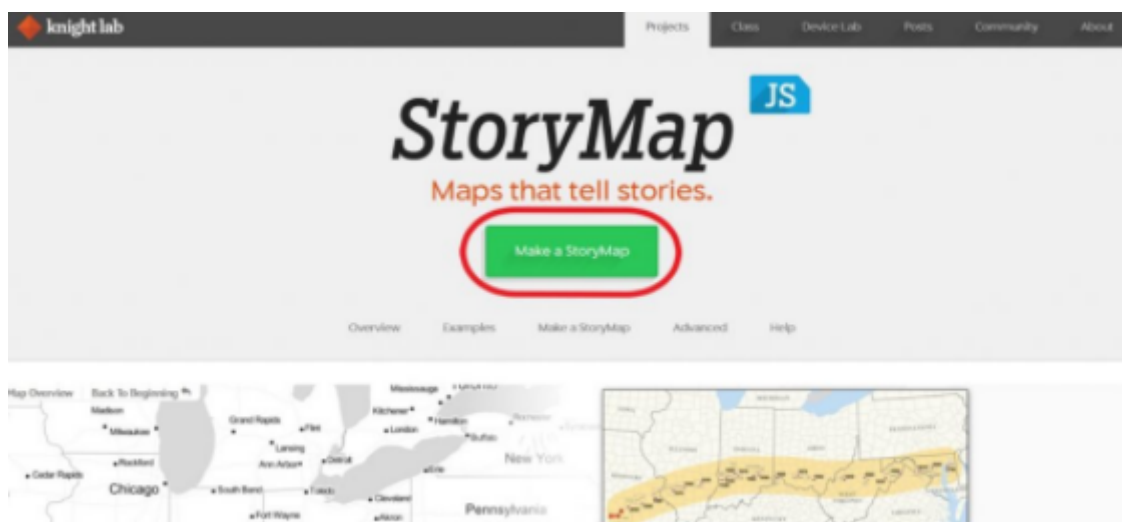 knight lab
Projects Class Device Lab Posts Community About
StoryMap JS
Maps that tell stories.
Make a StoryMap
Overview Examples Make a StoryMap Advanced Help
Map Overview Back To Beginning
Mississauga Toronto
Madison Grand Rapids Flint Kitchener Hamilton Rochester
Milwaukee London Buffalo
Lansing
Rockford Ann Arbor Detroit Erie New York
Cedar Rapids Chicago South Bend Toledo Cleveland
Fort Wayne Akron Pennsylvania